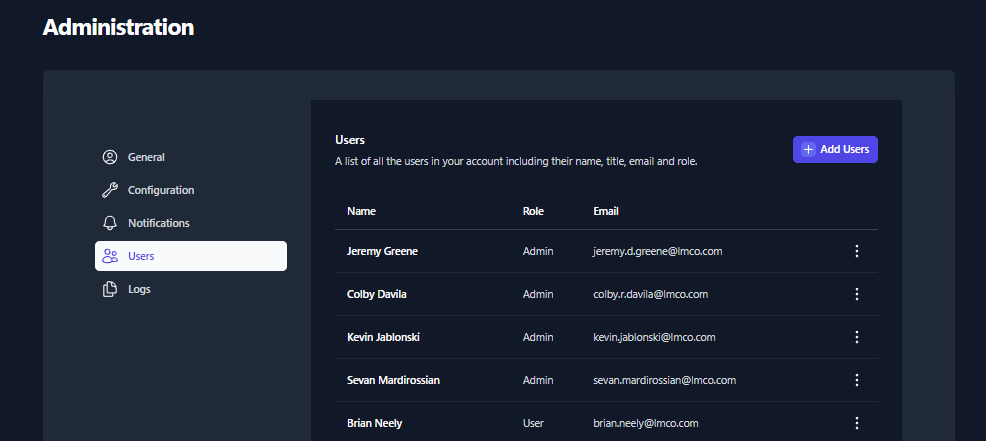 Administration
General
Configuration
Notifications
Users
Logs
Users
A list of all the users in your account including their name, title, email and role.
Add Users
Name Role Email
Jeremy Greene Admin jeremy.d.greene@lmco.com
Colby Davila Admin colby.r.davila@lmco.com
Kevin Jablonski Admin kevin.jablonski@lmco.com
Sevan Mardirossian Admin sevan.mardirossian@lmco.com
Brian Neely User brian.neely@lmco.com